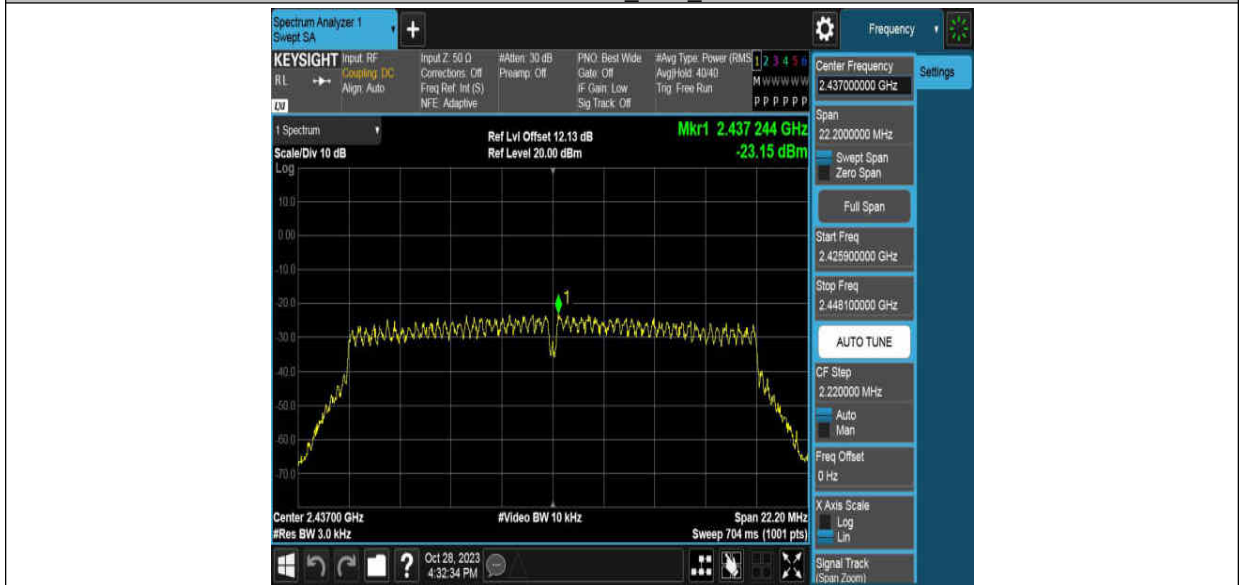 Spectrum Analyzer 1
Swept SA
+
Frequency
KEYSIGHT
RL
LXI
Input: RF
Coupling: DC
Align: Auto
Input Z: 50 Ω
Corrections: Off
Freq Ref: Int (S)
NFE: Adaptive
#Atten: 30 dB
Preamp: Off
PNO: Best Wide
Gate: Off
IF Gain: Low
Sig Track: Off
#Avg Type: Power (RMS
Avg|Hold: 40/40
Trig: Free Run
1 2 3 4 5 6
M W W W W W
P P P P P P
1 Spectrum
Scale/Div 10 dB
Log
Ref Lvl Offset 12.13 dB
Ref Level 20.00 dBm
Mkr1 2.437 244 GHz
-23.15 dBm
10.0
0.00
-10.0
-20.0
-30.0
-40.0
-50.0
-60.0
-70.0
1
Center 2.43700 GHz
#Res BW 3.0 kHz
#Video BW 10 kHz
Span 22.20 MHz
Sweep 704 ms (1001 pts)
Oct 28, 2023
4:32:34 PM
?
Center Frequency
2.437000000 GHz
Settings
Span
22.2000000 MHz
Swept Span
Zero Span
Full Span
Start Freq
2.425900000 GHz
Stop Freq
2.448100000 GHz
AUTO TUNE
CF Step
2.220000 MHz
Auto
Man
Freq Offset
0 Hz
X Axis Scale
Log
Lin
Signal Track
(Span Zoom)